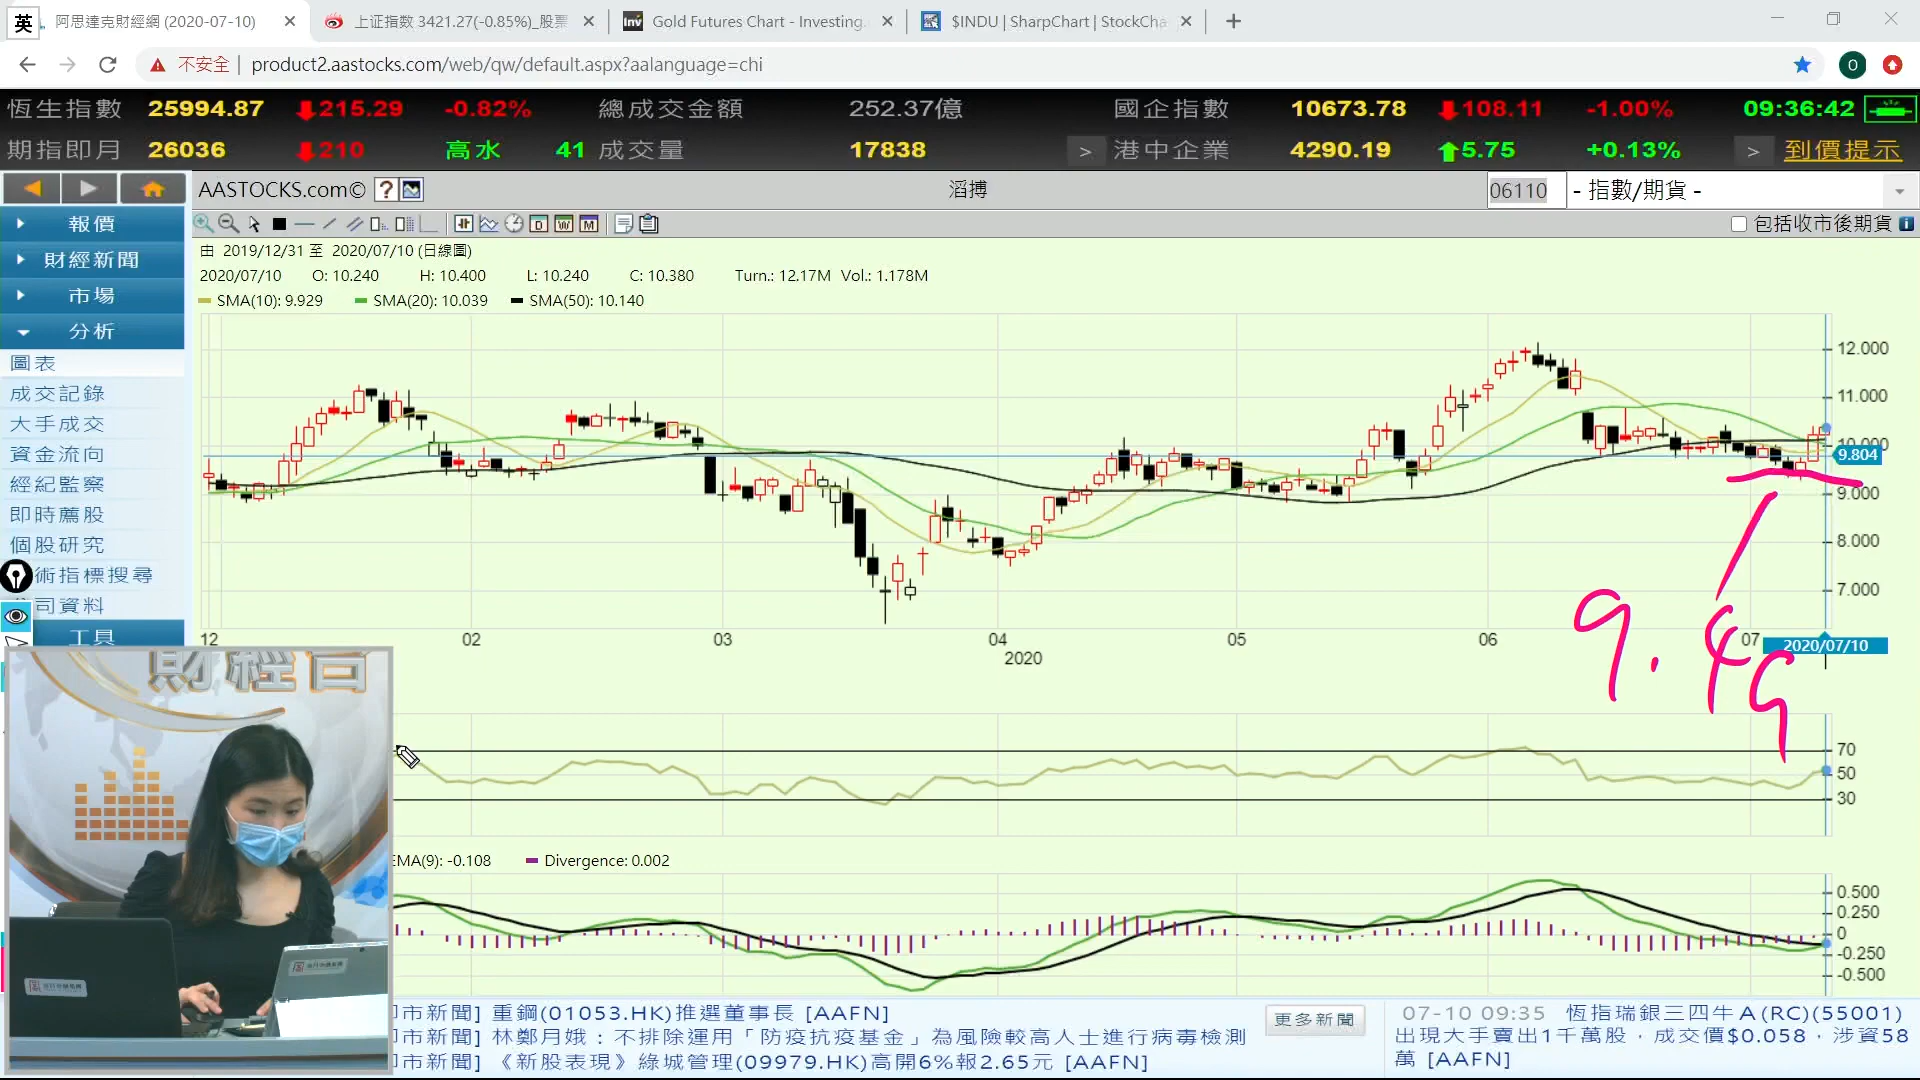 英 阿思達克財經網 (2020-07-10) 上证指数 3421.27(-0.85%)_股票 Gold Futures Chart - Investing. $INDU | SharpChart | StockCha
不安全 product2.aastocks.com/web/qw/default.aspx?aalanguage=chi O
恆生指數 25994.87 215.29 -0.82% 總成交金額 252.37億 國企指數 10673.78 108.11 -1.00% 09:36:42
期指即月 26036 210 高水 41 成交量 17838 > 港中企業 4290.19 5.75 +0.13% > 到價提示
AASTOCKS.com© ? 滔搏 06110 - 指數/期貨 -
報價
D W M 包括收市後期貨 i
由 2019/12/31 至 2020/07/10 (日線圖)
財經新聞
2020/07/10 O: 10.240 H: 10.400 L: 10.240 C: 10.380 Turn.: 12.17M Vol.: 1.178M
市場
SMA(10): 9.929 SMA(20): 10.039 SMA(50): 10.140
分析
圖表
成交記錄
大手成交
資金流向
經紀監察
即時薦股
個股研究
術指標搜尋
司資料
工具
12.000
11.000
10.000
9.804
9.000
8.000
7.000
12 02 03 04 05 06 07 2020/07/10
2020
9.49
財經台
70
50
30
EMA(9): -0.108 Divergence: 0.002
0.500
0.250
0
-0.250
-0.500
市新聞] 重鋼(01053.HK)推選董事長 [AAFN]
市新聞] 林鄭月娥：不排除運用「防疫抗疫基金」為風險較高人士進行病毒檢測
市新聞] 《新股表現》綠城管理(09979.HK)高開6%報2.65元 [AAFN]
更多新聞
07-10 09:35 恆指瑞銀三四牛Ａ(RC)(55001)
出現大手賣出1千萬股，成交價$0.058，涉資58
萬 [AAFN]